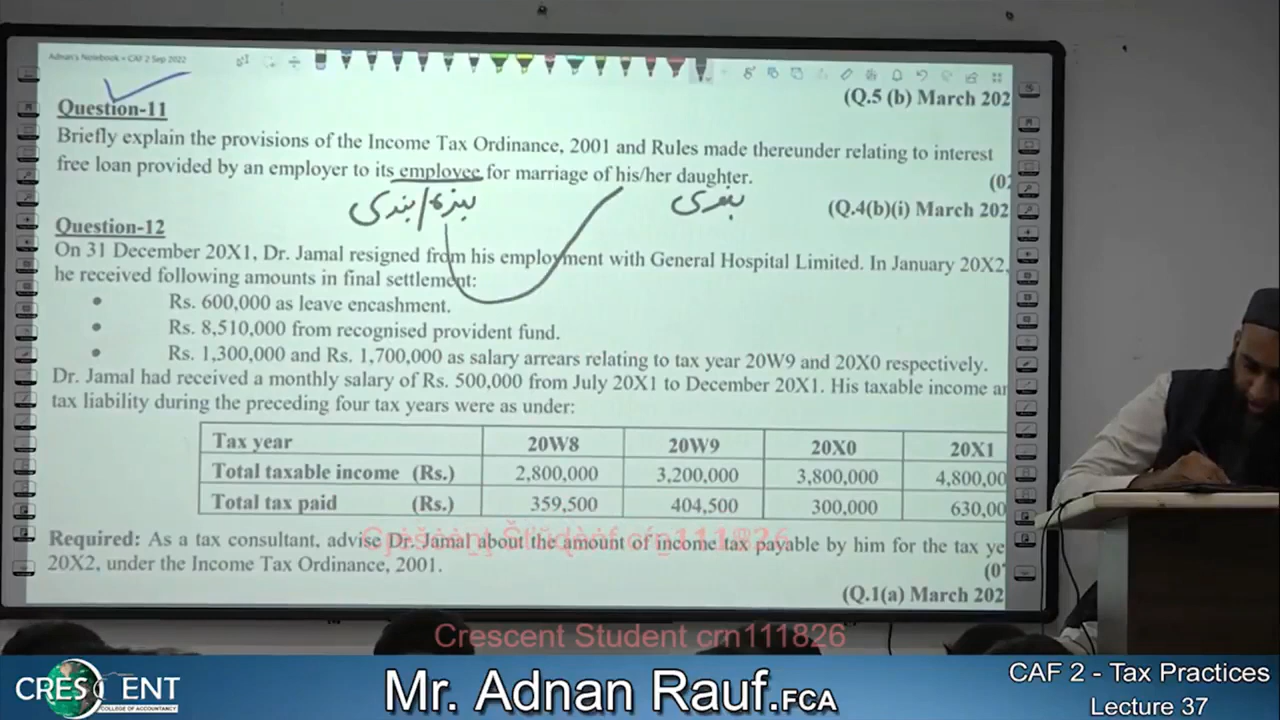 Adnan's Notebook » CAF 2 Sep 2022
Question-11
(Q.5 (b) March 202
Briefly explain the provisions of the Income Tax Ordinance, 2001 and Rules made thereunder relating to interest
free loan provided by an employer to its employee for marriage of his/her daughter.
(02
بندہ/بندی
بندی
Question-12
(Q.4(b)(i) March 202
On 31 December 20X1, Dr. Jamal resigned from his employment with General Hospital Limited. In January 20X2,
he received following amounts in final settlement:
• Rs. 600,000 as leave encashment.
• Rs. 8,510,000 from recognised provident fund.
• Rs. 1,300,000 and Rs. 1,700,000 as salary arrears relating to tax year 20W9 and 20X0 respectively.
Dr. Jamal had received a monthly salary of Rs. 500,000 from July 20X1 to December 20X1. His taxable income an
tax liability during the preceding four tax years were as under:
Tax year 20W8 20W9 20X0 20X1
Total taxable income (Rs.) 2,800,000 3,200,000 3,800,000 4,800,00
Total tax paid (Rs.) 359,500 404,500 300,000 630,00
Required: As a tax consultant, advise Dr. Jamal about the amount of income tax payable by him for the tax ye
20X2, under the Income Tax Ordinance, 2001.
(0
(Q.1(a) March 202
Crescent Student crn111826
CRESCENT
COLLEGE OF ACCOUNTANCY
Mr. Adnan Rauf.FCA
CAF 2 - Tax Practices
Lecture 37